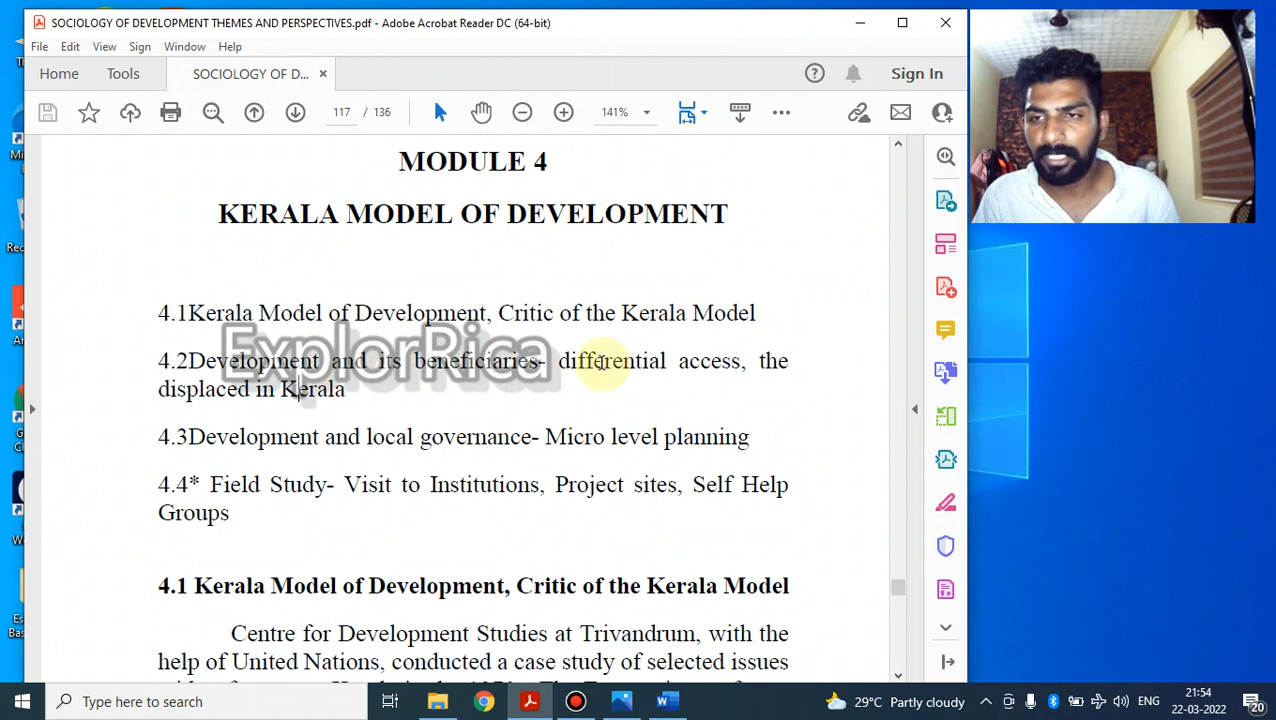 SOCIOLOGY OF DEVELOPMENT THEMES AND PERSPECTIVES.pdf - Adobe Acrobat Reader DC (64-bit)
File Edit View Sign Window Help
Home Tools SOCIOLOGY OF D... Sign In
117 / 136 141%
MODULE 4
KERALA MODEL OF DEVELOPMENT
4.1Kerala Model of Development, Critic of the Kerala Model
ExplorRica
4.2Development and its beneficiaries- differential access, the
displaced in Kerala
4.3Development and local governance- Micro level planning
4.4* Field Study- Visit to Institutions, Project sites, Self Help
Groups
4.1 Kerala Model of Development, Critic of the Kerala Model
Centre for Development Studies at Trivandrum, with the
help of United Nations, conducted a case study of selected issues
Type here to search
29°C Partly cloudy
ENG
21:54
22-03-2022
20